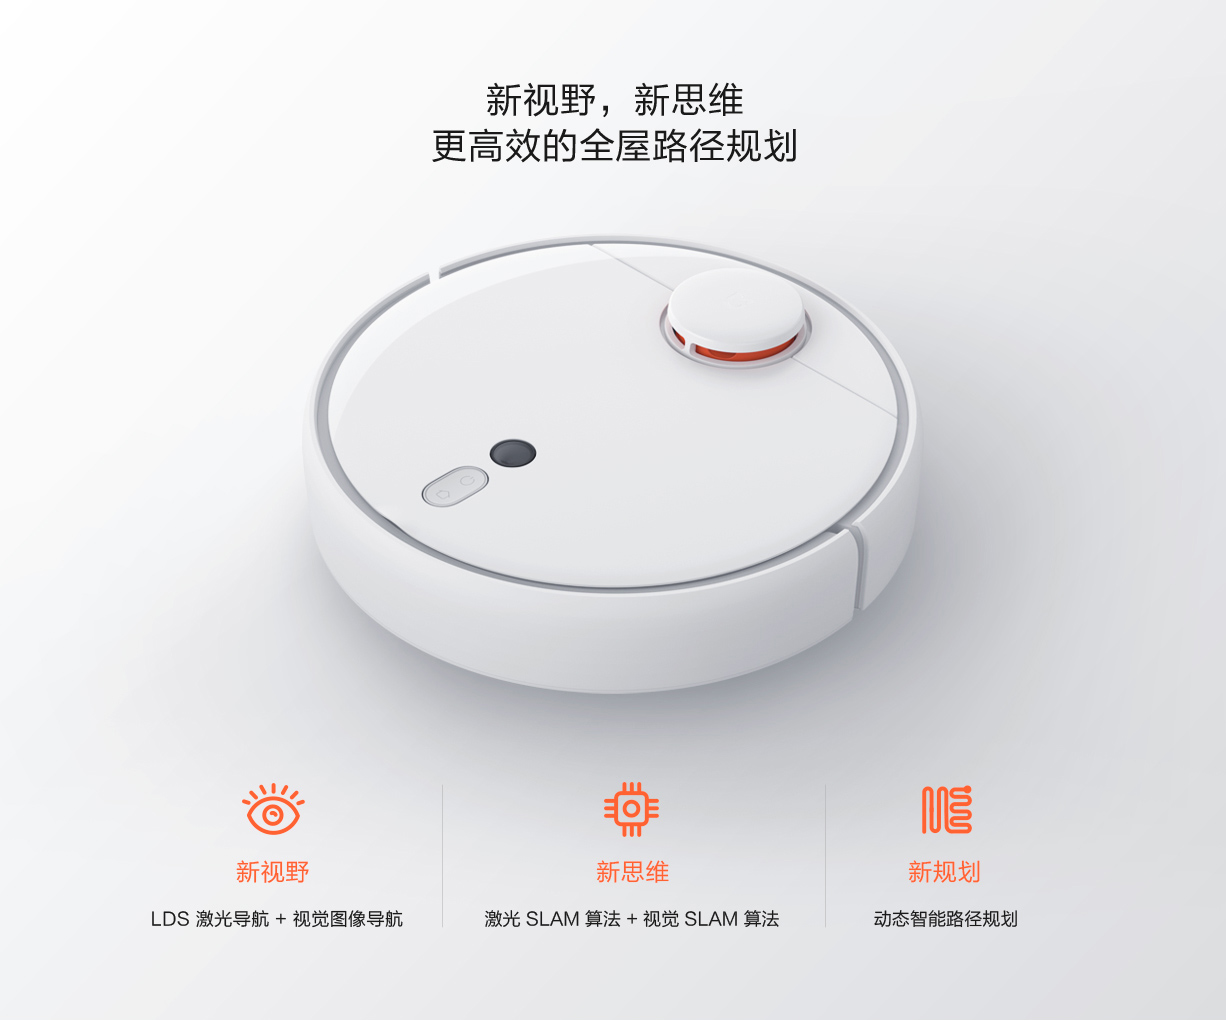 新视野，新思维
更高效的全屋路径规划
新视野
LDS 激光导航 + 视觉图像导航
新思维
激光 SLAM 算法 + 视觉 SLAM 算法
新规划
动态智能路径规划